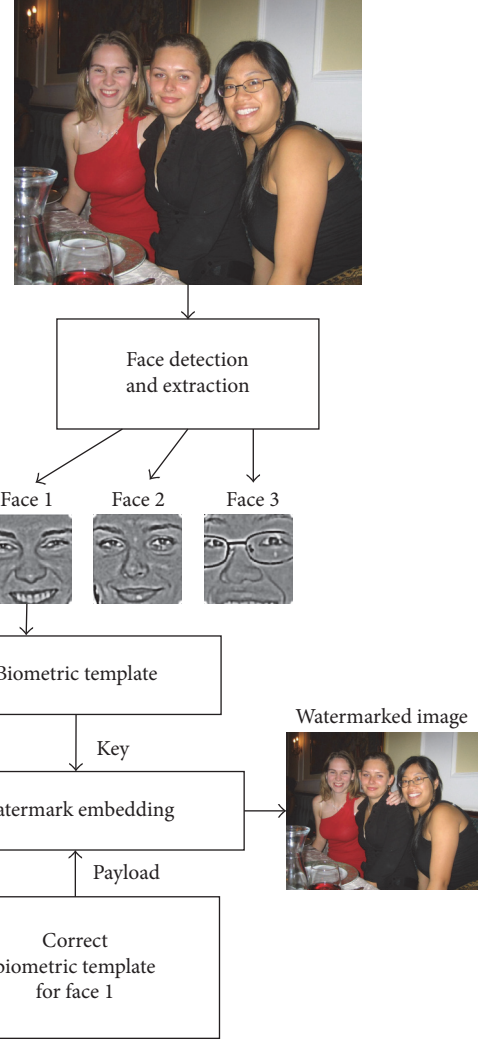 Face detection
and extraction
Face 1 Face 2 Face 3
Biometric template
Watermarked image
Key
atermark embedding
Payload
Correct
biometric template
for face 1